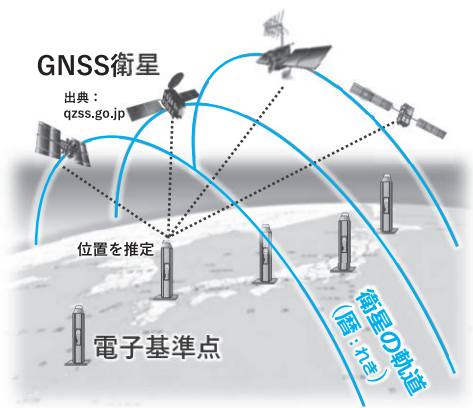 GNSS衛星
出典：
qzss.go.jp
位置を推定
電子基準点
衛星の軌道
（暦：れき）